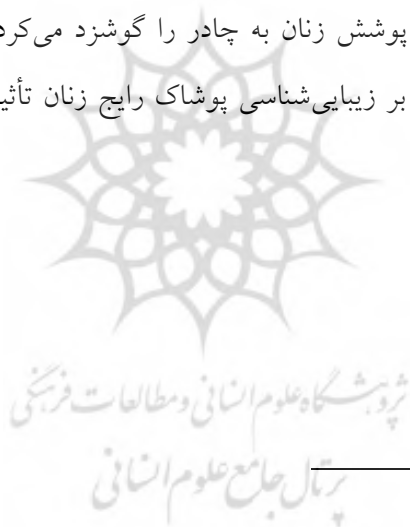 پوشش زنان به چادر را گوشزد می‌کرد
بر زیبایی‌شناسی پوشاک رایج زنان تأثیر
پژوهشگاه علوم انسانی و مطالعات فرهنگی
پرتال جامع علوم انسانی